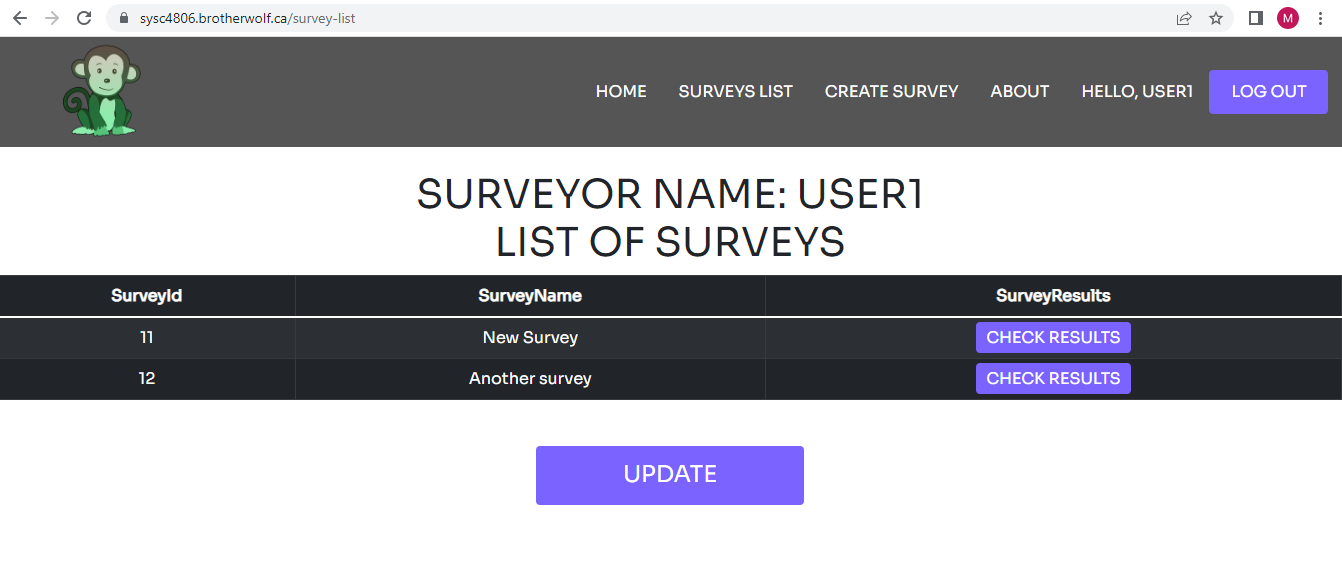 sysc4806.brotherwolf.ca/survey-list
M
HOME SURVEYS LIST CREATE SURVEY ABOUT HELLO, USER1 LOG OUT
SURVEYOR NAME: USER1
LIST OF SURVEYS
SurveyId SurveyName SurveyResults
11 New Survey CHECK RESULTS
12 Another survey CHECK RESULTS
UPDATE